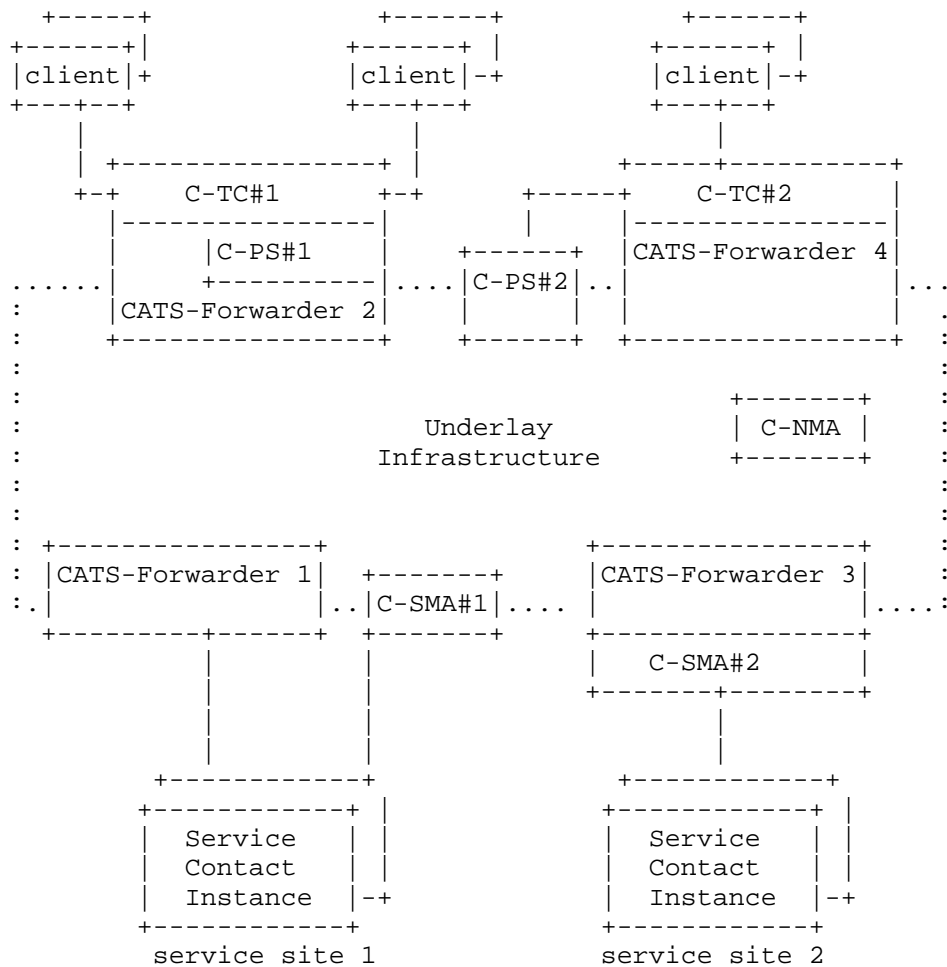 client client client
C-TC#1 C-TC#2
C-PS#1 CATS-Forwarder 4
C-PS#2
CATS-Forwarder 2
C-NMA
Underlay
Infrastructure
CATS-Forwarder 1 CATS-Forwarder 3
C-SMA#1
C-SMA#2
Service Service
Contact Contact
Instance Instance
service site 1 service site 2